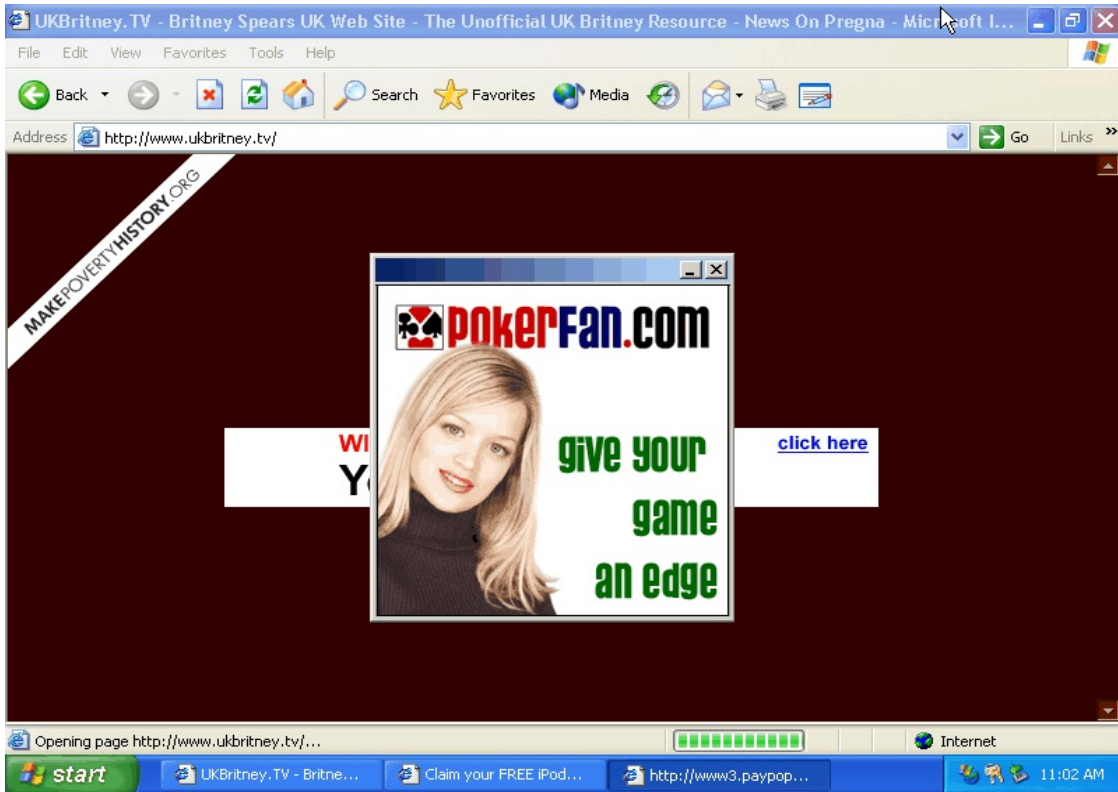 UKBritney.TV - Britney Spears UK Web Site - The Unofficial UK Britney Resource - News On Pregna - Microsoft I...
File Edit View Favorites Tools Help
Back Search Favorites Media
Address http://www.ukbritney.tv/ Go Links »
MAKEPOVERTYHISTORY.ORG
POKERFAN.COM
WI
click here
Yo
give your
game
an edge
Opening page http://www.ukbritney.tv/... Internet
start UKBritney.TV - Britne... Claim your FREE iPod... http://www3.paypop... 11:02 AM